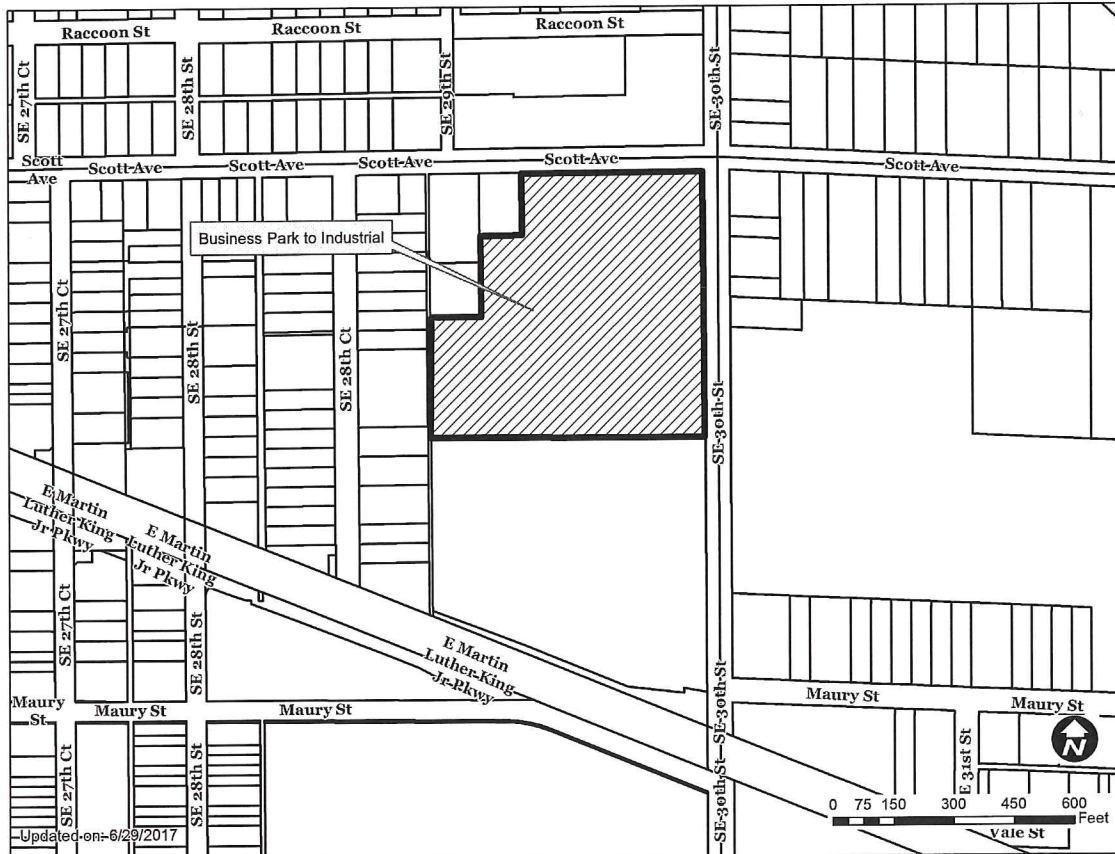 Raccoon St
Raccoon St
Raccoon St
SE 27th Ct
SE 28th St
SE 29th St
SE 30th St
Scott
Ave
Scott Ave
Scott Ave
Scott Ave
Scott Ave
Scott Ave
Business Park to Industrial
SE 27th Ct
SE 28th St
SE 28th Ct
SE 30th St
E Martin
Luther King
Jr Pkwy
E Martin
Luther King
Jr Pkwy
E Martin
Luther King
Jr Pkwy
SE 27th Ct
SE 28th St
SE 30th St
Maury
St
Maury St
Maury St
Maury St
Maury St
SE 27th Ct
SE 28th St
SE 30th St
E 31st St
N
0 75 150 300 450 600
Feet
Vale St
Updated on: 6/29/2017